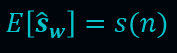 E[ŝ_w] = s(n)